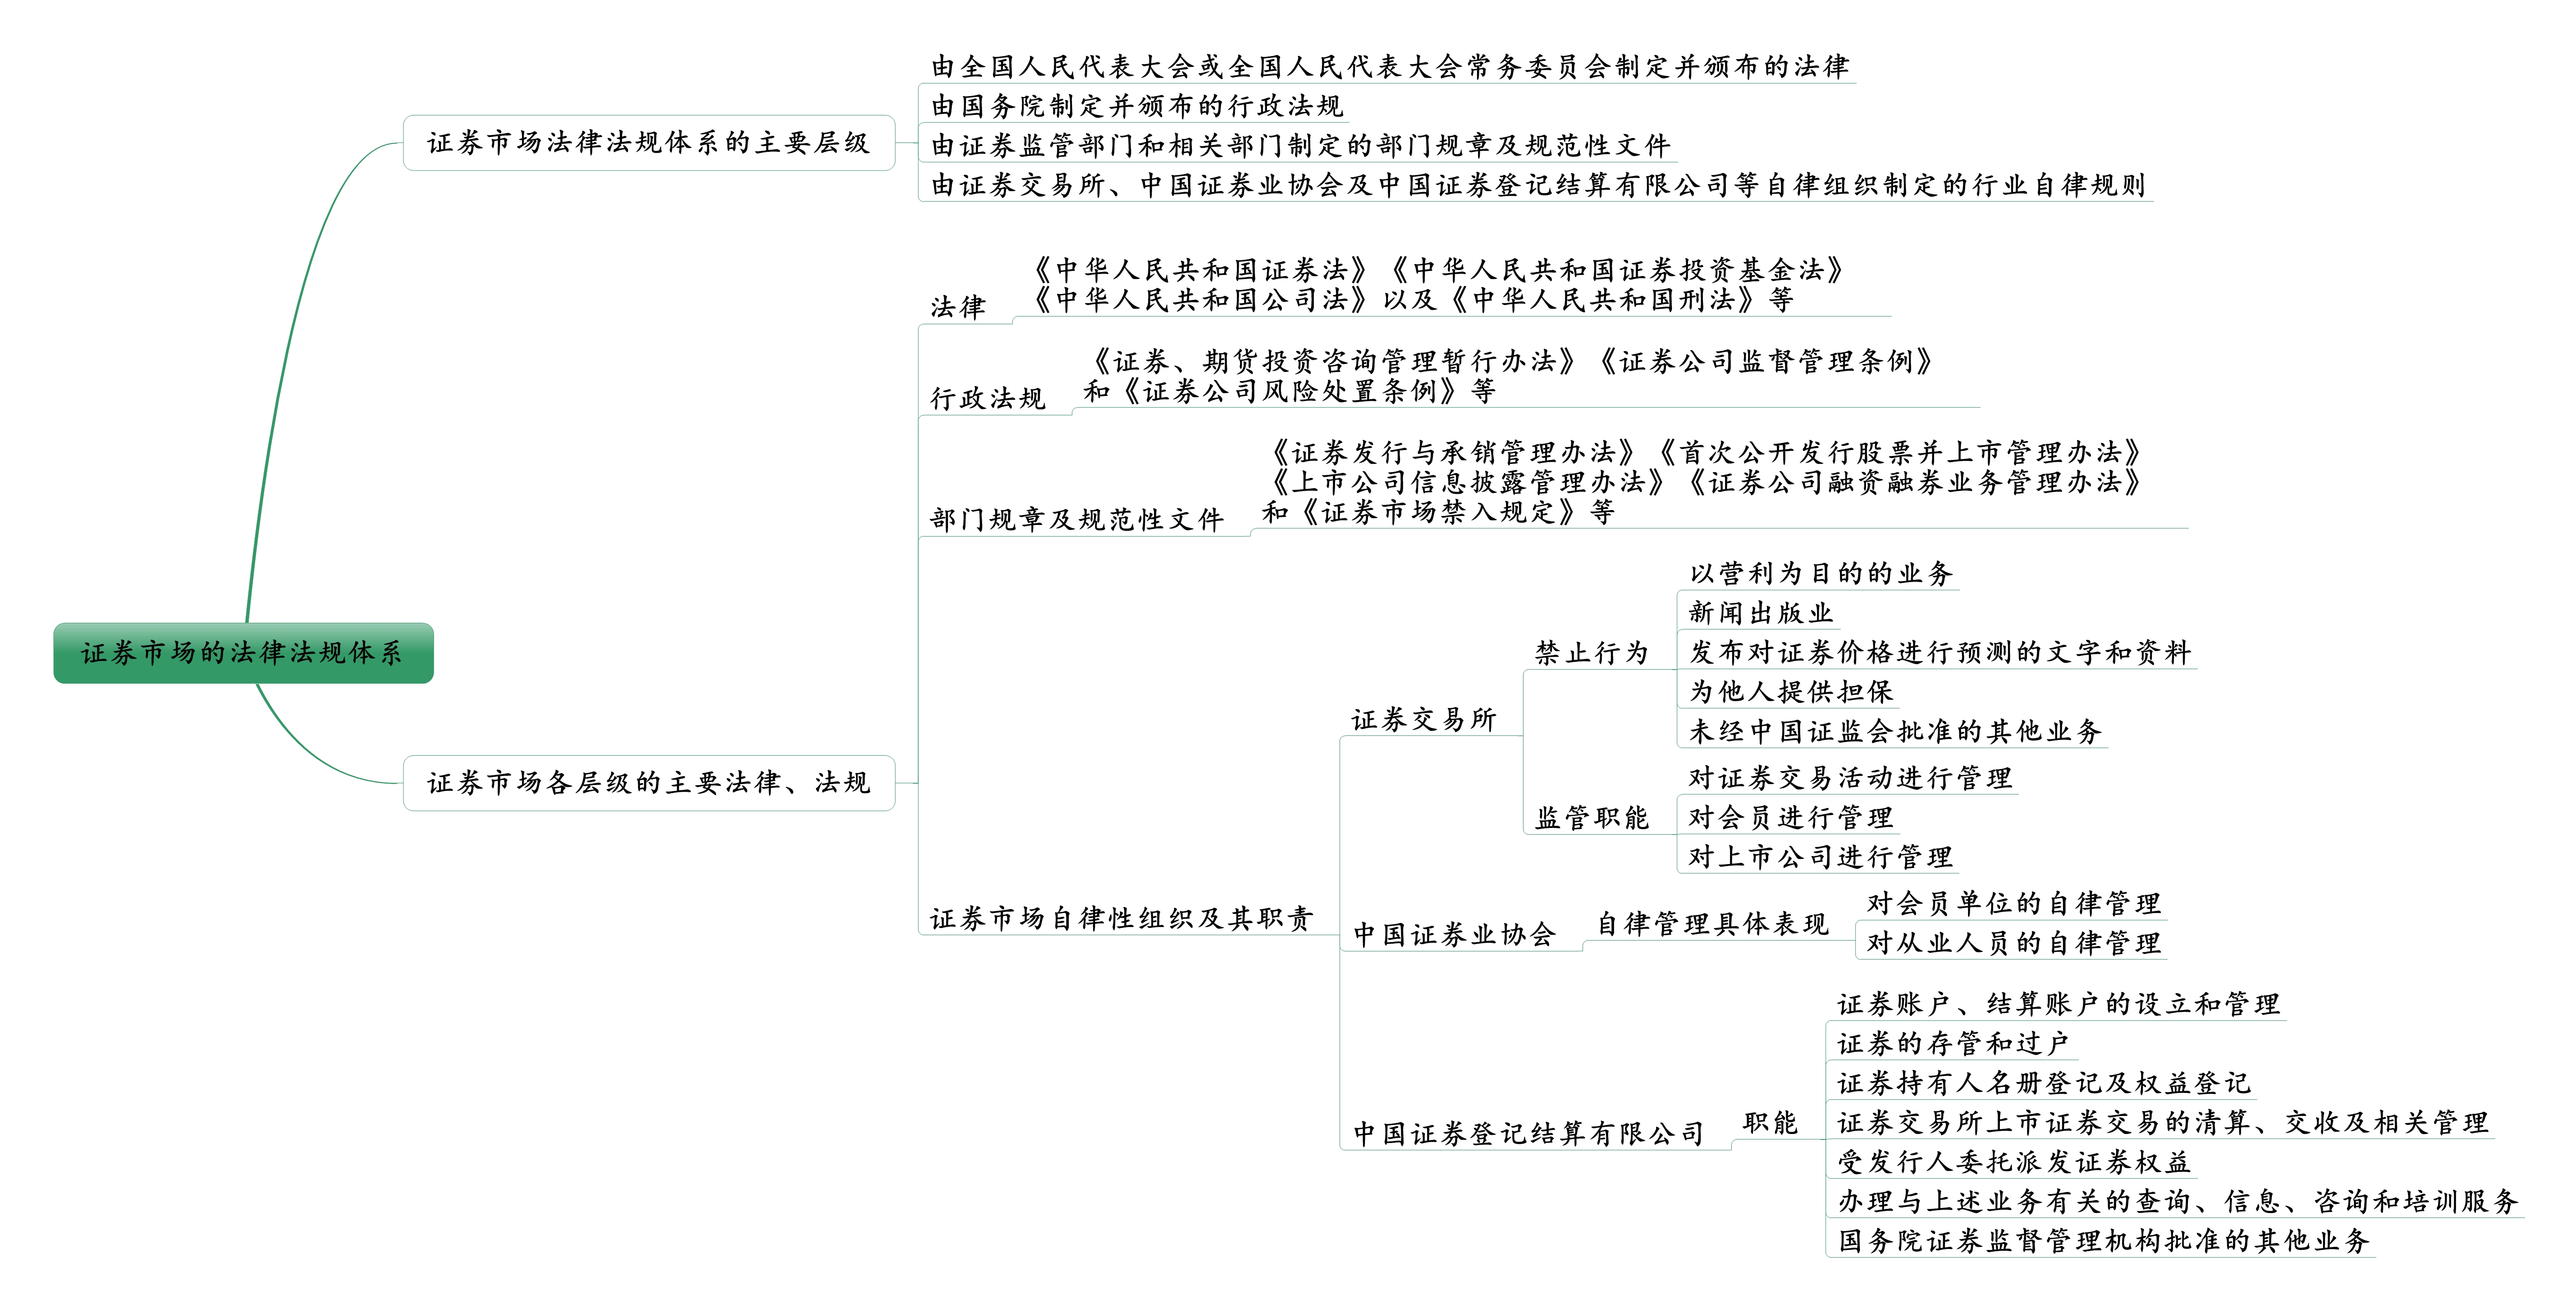 证券市场的法律法规体系
证券市场法律法规体系的主要层级
由全国人民代表大会或全国人民代表大会常务委员会制定并颁布的法律
由国务院制定并颁布的行政法规
由证券监管部门和相关部门制定的部门规章及规范性文件
由证券交易所、中国证券业协会及中国证券登记结算有限公司等自律组织制定的行业自律规则
证券市场各层级的主要法律、法规
法律
《中华人民共和国证券法》《中华人民共和国证券投资基金法》
《中华人民共和国公司法》以及《中华人民共和国刑法》等
行政法规
《证券、期货投资咨询管理暂行办法》《证券公司监督管理条例》
和《证券公司风险处置条例》等
部门规章及规范性文件
《证券发行与承销管理办法》《首次公开发行股票并上市管理办法》
《上市公司信息披露管理办法》《证券公司融资融券业务管理办法》
和《证券市场禁入规定》等
证券市场自律性组织及其职责
证券交易所
禁止行为
以营利为目的的业务
新闻出版业
发布对证券价格进行预测的文字和资料
为他人提供担保
未经中国证监会批准的其他业务
监管职能
对证券交易活动进行管理
对会员进行管理
对上市公司进行管理
中国证券业协会
自律管理具体表现
对会员单位的自律管理
对从业人员的自律管理
中国证券登记结算有限公司
职能
证券账户、结算账户的设立和管理
证券的存管和过户
证券持有人名册登记及权益登记
证券交易所上市证券交易的清算、交收及相关管理
受发行人委托派发证券权益
办理与上述业务有关的查询、信息、咨询和培训服务
国务院证券监督管理机构批准的其他业务